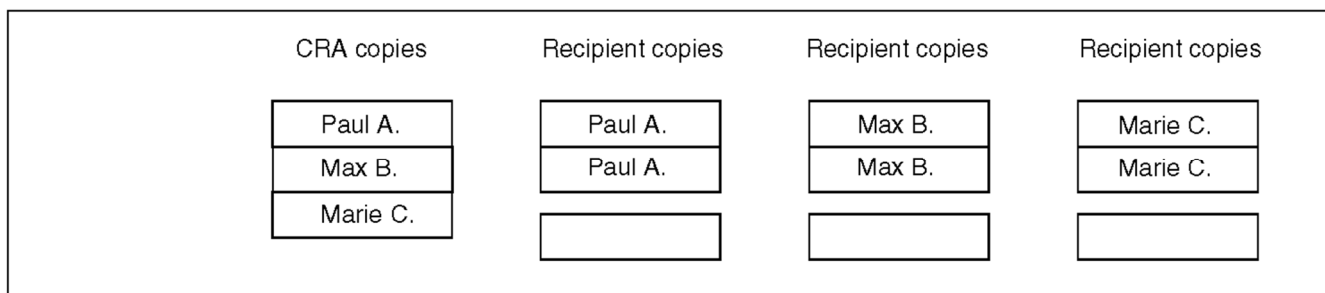 CRA copies Recipient copies Recipient copies Recipient copies
Paul A. Paul A. Max B. Marie C.
Max B. Paul A. Max B. Marie C.
Marie C.